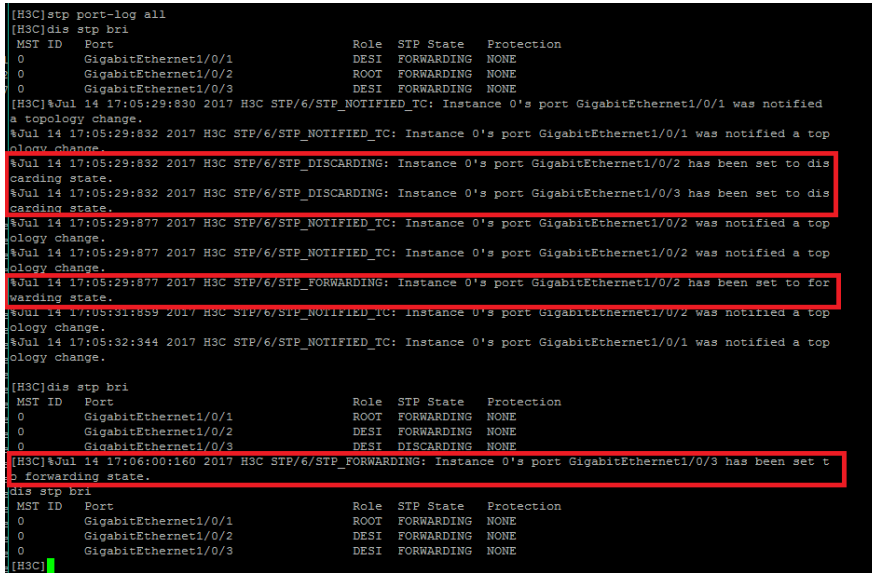 [H3C]stp port-log all
[H3C]dis stp bri
MST ID Port Role STP State Protection
0 GigabitEthernet1/0/1 DESI FORWARDING NONE
0 GigabitEthernet1/0/2 ROOT FORWARDING NONE
0 GigabitEthernet1/0/3 DESI FORWARDING NONE
[H3C]%Jul 14 17:05:29:830 2017 H3C STP/6/STP_NOTIFIED_TC: Instance 0's port GigabitEthernet1/0/1 was notified
a topology change.
%Jul 14 17:05:29:832 2017 H3C STP/6/STP_NOTIFIED_TC: Instance 0's port GigabitEthernet1/0/1 was notified a top
ology change.
%Jul 14 17:05:29:832 2017 H3C STP/6/STP_DISCARDING: Instance 0's port GigabitEthernet1/0/2 has been set to dis
carding state.
%Jul 14 17:05:29:832 2017 H3C STP/6/STP_DISCARDING: Instance 0's port GigabitEthernet1/0/3 has been set to dis
carding state.
%Jul 14 17:05:29:877 2017 H3C STP/6/STP_NOTIFIED_TC: Instance 0's port GigabitEthernet1/0/2 was notified a top
ology change.
%Jul 14 17:05:29:877 2017 H3C STP/6/STP_NOTIFIED_TC: Instance 0's port GigabitEthernet1/0/2 was notified a top
ology change.
%Jul 14 17:05:29:877 2017 H3C STP/6/STP_FORWARDING: Instance 0's port GigabitEthernet1/0/2 has been set to for
warding state.
%Jul 14 17:05:31:859 2017 H3C STP/6/STP_NOTIFIED_TC: Instance 0's port GigabitEthernet1/0/2 was notified a top
ology change.
%Jul 14 17:05:32:344 2017 H3C STP/6/STP_NOTIFIED_TC: Instance 0's port GigabitEthernet1/0/1 was notified a top
ology change.
[H3C]dis stp bri
MST ID Port Role STP State Protection
0 GigabitEthernet1/0/1 ROOT FORWARDING NONE
0 GigabitEthernet1/0/2 DESI FORWARDING NONE
0 GigabitEthernet1/0/3 DESI DISCARDING NONE
[H3C]%Jul 14 17:06:00:160 2017 H3C STP/6/STP_FORWARDING: Instance 0's port GigabitEthernet1/0/3 has been set t
o forwarding state.
dis stp bri
MST ID Port Role STP State Protection
0 GigabitEthernet1/0/1 ROOT FORWARDING NONE
0 GigabitEthernet1/0/2 DESI FORWARDING NONE
0 GigabitEthernet1/0/3 DESI FORWARDING NONE
[H3C]